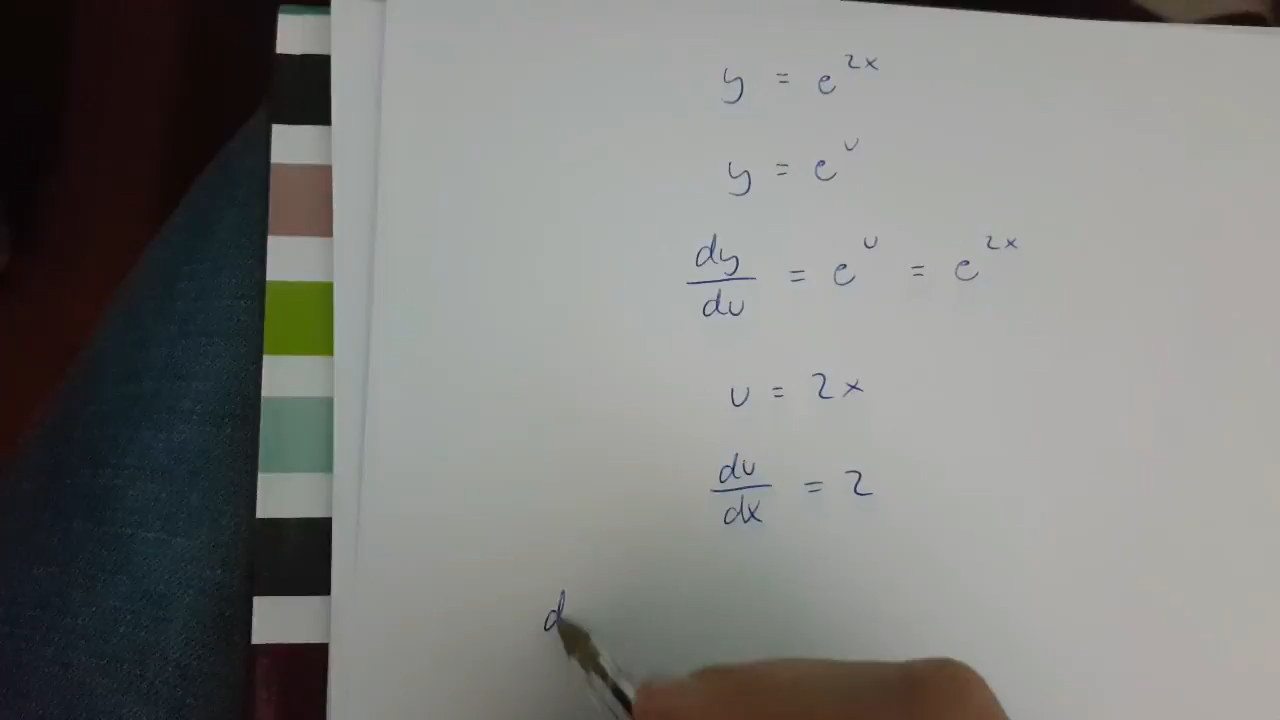 y = e^{2x}
y = e^u
dy/du = e^u = e^{2x}
u = 2x
du/dx = 2
d